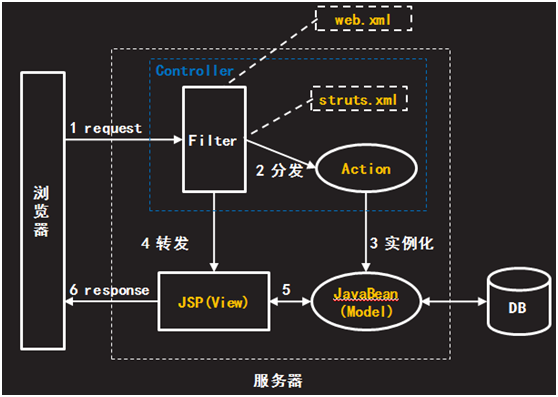 web.xml
Controller
struts.xml
1 request
Filter
2 分发
Action
浏览器
4 转发
3 实例化
6 response
JSP(View)
5
JavaBean
(Model)
DB
服务器